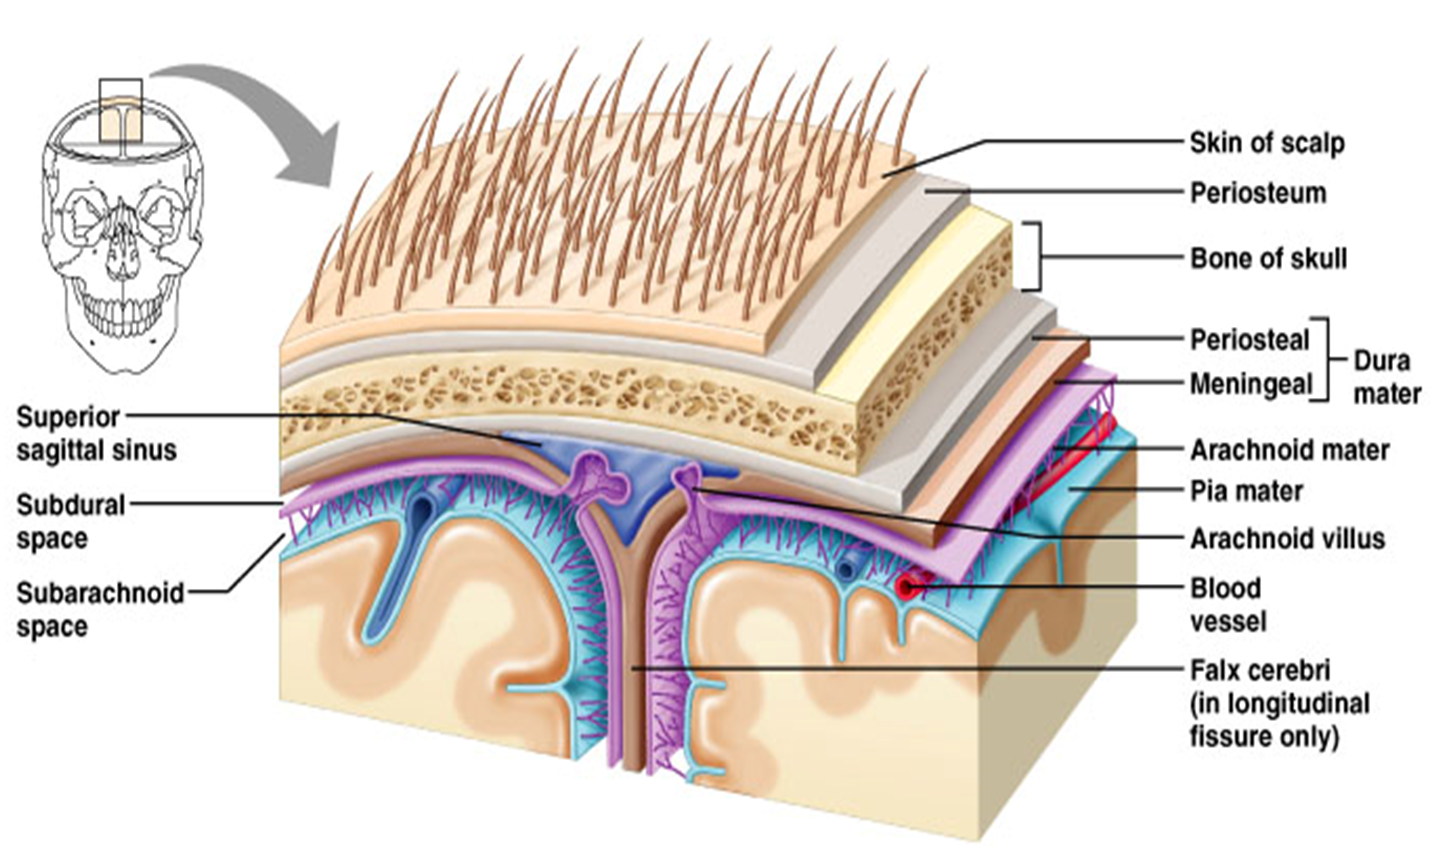 Skin of scalp
Periosteum
Bone of skull
Periosteal
Meningeal
Dura
mater
Superior
sagittal sinus
Arachnoid mater
Pia mater
Subdural
space
Arachnoid villus
Subarachnoid
space
Blood
vessel
Falx cerebri
(in longitudinal
fissure only)